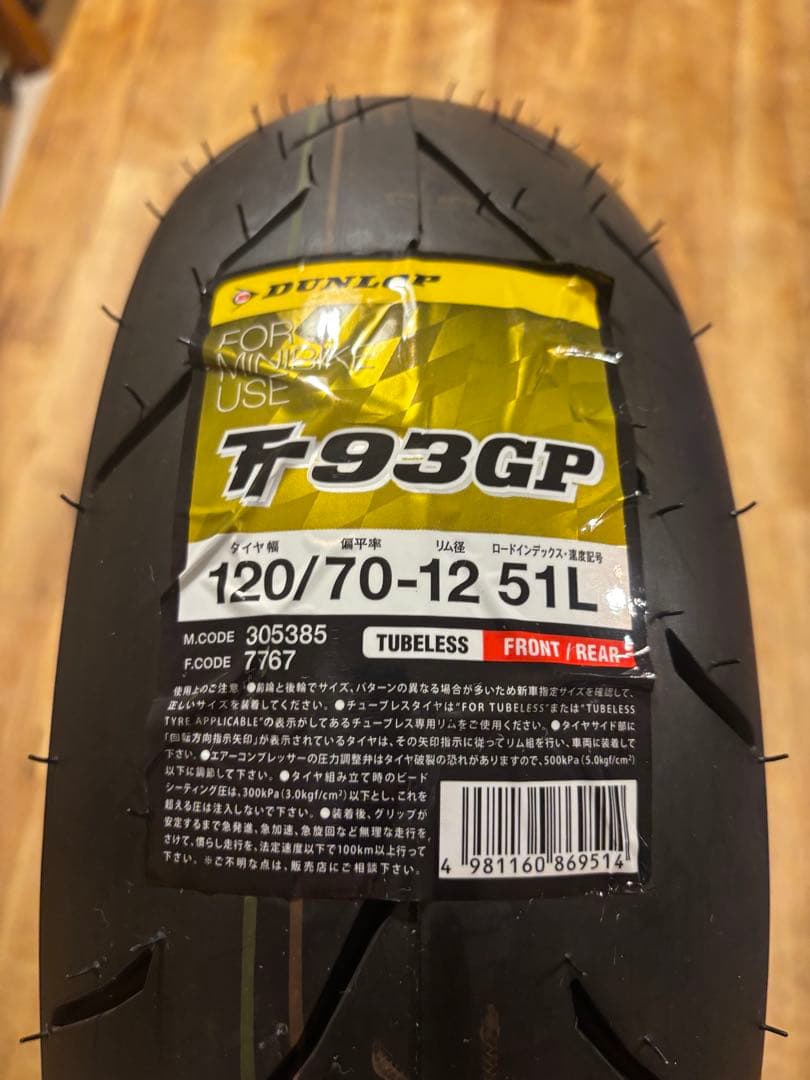 DUNLOP
FOR
MINIBIKE
USE
TT93GP
タイヤ幅 偏平率 リム径 ロードインデックス・速度記号
120/70-12 51L
M.CODE 305385
F.CODE 7767
TUBELESS FRONT/REAR
使用上のご注意 ●前輪と後輪でサイズ、パターンの異なる場合が多いため新車指定サイズを確認して、
正しいサイズを装着してください。●チューブレスタイヤは"FOR TUBELESS"または"TUBELESS
TYRE APPLICABLE"の表示がしてあるチューブレス専用リムをご使用ください。●タイヤサイド部に
「回転方向指示矢印」が表示されているタイヤは、その矢印指示に従ってリム組を行い、車両に装着して
下さい。●エアーコンプレッサーの圧力調整弁はタイヤ破裂の恐れがありますので、500kPa(5.0kgf/cm²)
以下に調節して下さい。●タイヤ組み立て時のビード
シーティング圧は、300kPa(3.0kgf/cm²)以下とし、これを
超える圧は注入しないで下さい。●装着後、グリップが
安定するまで急発進、急加速、急旋回など無理な走行を
さけて、慣らし走行を、法定速度以下で100km以上行って
下さい。※ご不明な点は、販売店にご相談下さい。
4 981160 869514